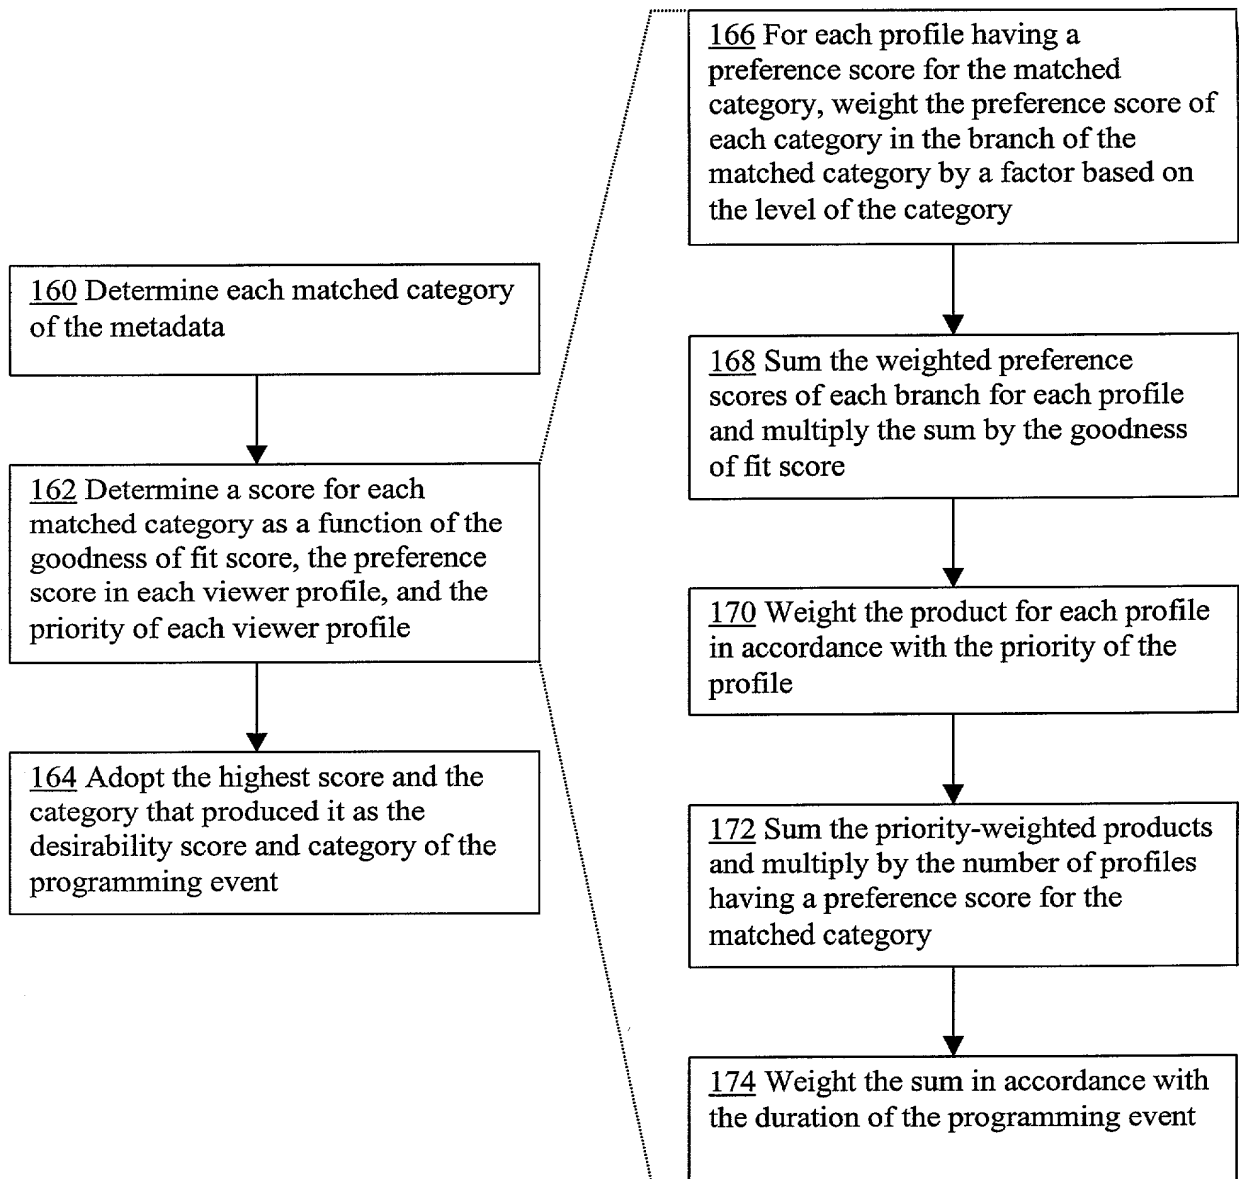 160 Determine each matched category
of the metadata
162 Determine a score for each
matched category as a function of the
goodness of fit score, the preference
score in each viewer profile, and the
priority of each viewer profile
164 Adopt the highest score and the
category that produced it as the
desirability score and category of the
programming event
166 For each profile having a
preference score for the matched
category, weight the preference score of
each category in the branch of the
matched category by a factor based on
the level of the category
168 Sum the weighted preference
scores of each branch for each profile
and multiply the sum by the goodness
of fit score
170 Weight the product for each profile
in accordance with the priority of the
profile
172 Sum the priority-weighted products
and multiply by the number of profiles
having a preference score for the
matched category
174 Weight the sum in accordance with
the duration of the programming event